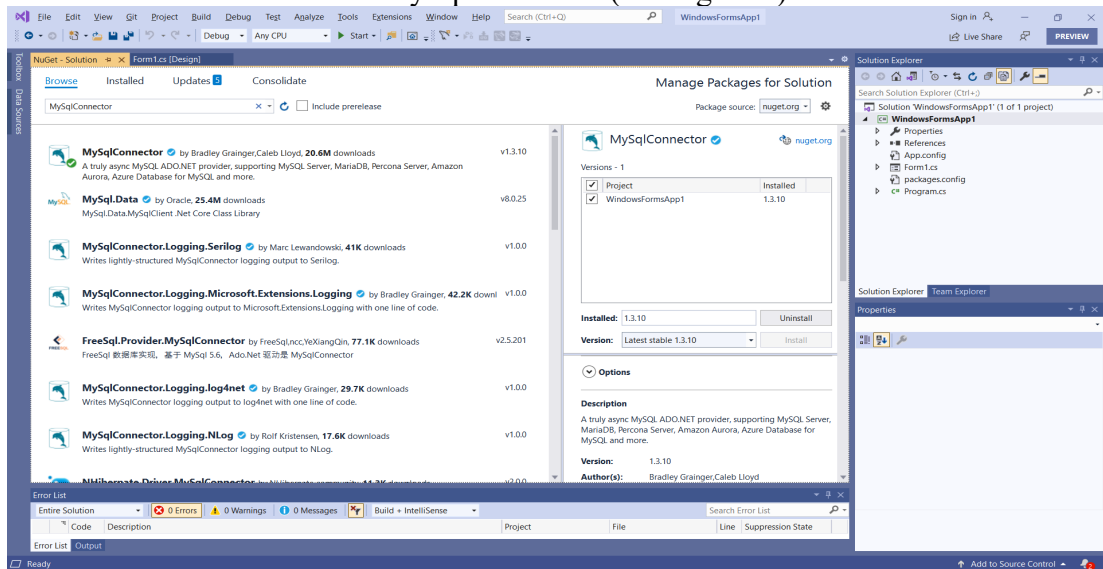 File Edit View Git Project Build Debug Test Analyze Tools Extensions Window Help Search (Ctrl+Q) WindowsFormsApp1 Sign in
Debug Any CPU Start Live Share PREVIEW
Toolbox
Data Sources
NuGet - Solution Form1.cs [Design]
Browse Installed Updates 5 Consolidate Manage Packages for Solution
MySqlConnector Include prerelease Package source: nuget.org
MySqlConnector by Bradley Grainger,Caleb Lloyd, 20.6M downloads v1.3.10
A truly async MySQL ADO.NET provider, supporting MySQL Server, MariaDB, Percona Server, Amazon
Aurora, Azure Database for MySQL and more.
MySql.Data by Oracle, 25.4M downloads v8.0.25
MySql.Data.MySqlClient .Net Core Class Library
MySqlConnector.Logging.Serilog by Marc Lewandowski, 41K downloads v1.0.0
Writes lightly-structured MySqlConnector logging output to Serilog.
MySqlConnector.Logging.Microsoft.Extensions.Logging by Bradley Grainger, 42.2K downl v1.0.0
Writes MySqlConnector logging output to Microsoft.Extensions.Logging with one line of code.
FreeSql.Provider.MySqlConnector by FreeSql,ncc,YeXiangQin, 77.1K downloads v2.5.201
FreeSql 数据库实现，基于 MySql 5.6，Ado.Net 驱动是 MySqlConnector
MySqlConnector.Logging.log4net by Bradley Grainger, 29.7K downloads v1.0.0
Writes MySqlConnector logging output to log4net with one line of code.
MySqlConnector.Logging.NLog by Rolf Kristensen, 17.6K downloads v1.0.0
Writes lightly-structured MySqlConnector logging output to NLog.
NHibernate.Driver.MySqlConnector
MySqlConnector nuget.org
Versions - 1
Project Installed
WindowsFormsApp1 1.3.10
Installed: 1.3.10 Uninstall
Version: Latest stable 1.3.10 Install
Options
Description
A truly async MySQL ADO.NET provider, supporting MySQL Server,
MariaDB, Percona Server, Amazon Aurora, Azure Database for
MySQL and more.
Version: 1.3.10
Author(s): Bradley Grainger,Caleb Lloyd
Solution Explorer
Search Solution Explorer (Ctrl+;)
Solution 'WindowsFormsApp1' (1 of 1 project)
WindowsFormsApp1
Properties
References
App.config
Form1.cs
packages.config
Program.cs
Solution Explorer Team Explorer
Properties
Error List
Entire Solution 0 Errors 0 Warnings 0 Messages Build + IntelliSense Search Error List
Code Description Project File Line Suppression State
Error List Output
Ready Add to Source Control 2